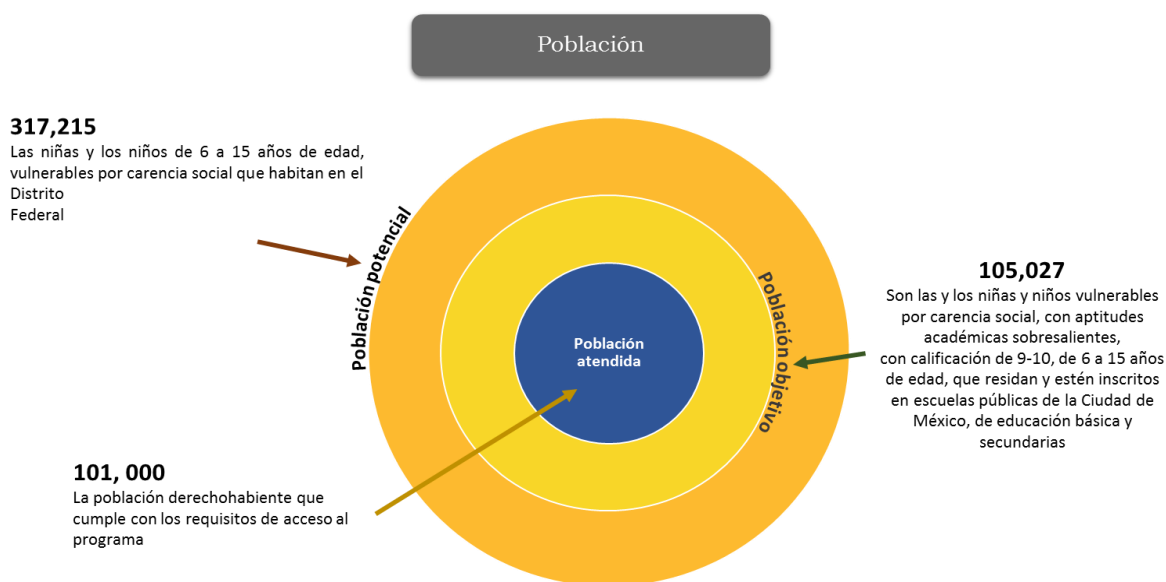 Población
317,215
Las niñas y los niños de 6 a 15 años de edad,
vulnerables por carencia social que habitan en el
Distrito
Federal
Población potencial
Población objetivo
Población
atendida
105,027
Son las y los niñas y niños vulnerables
por carencia social, con aptitudes
académicas sobresalientes,
con calificación de 9-10, de 6 a 15 años
de edad, que residan y estén inscritos
en escuelas públicas de la Ciudad de
México, de educación básica y
secundarias
101, 000
La población derechohabiente que
cumple con los requisitos de acceso al
programa